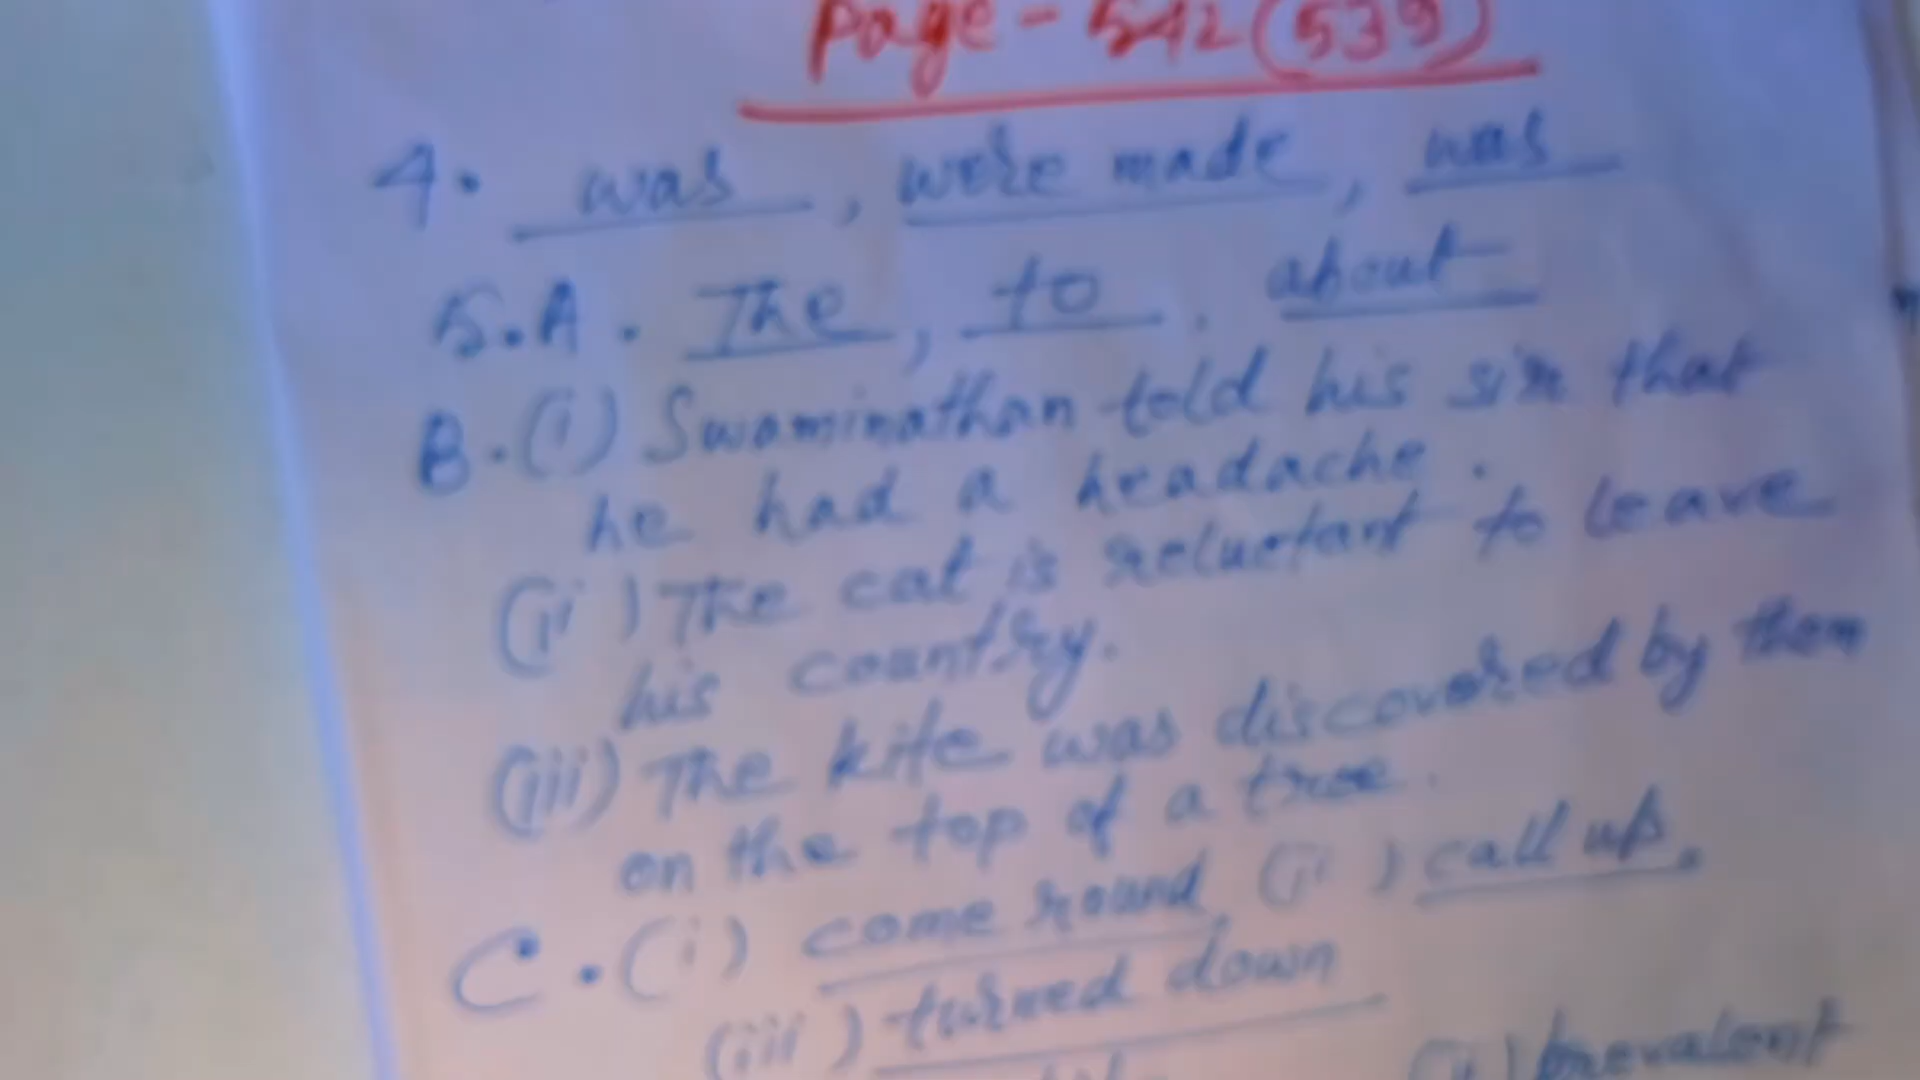 Page - 542 (539)
4. was, were made, was
5.A. The, to, about
B.(i) Swaminathan told his sir that
he had a headache.
(ii) The cat is reluctant to leave
his country.
(iii) The kite was discovered by them
on the top of a tree.
C.(i) come round, (ii) call up.
(iii) turned down
prevalent